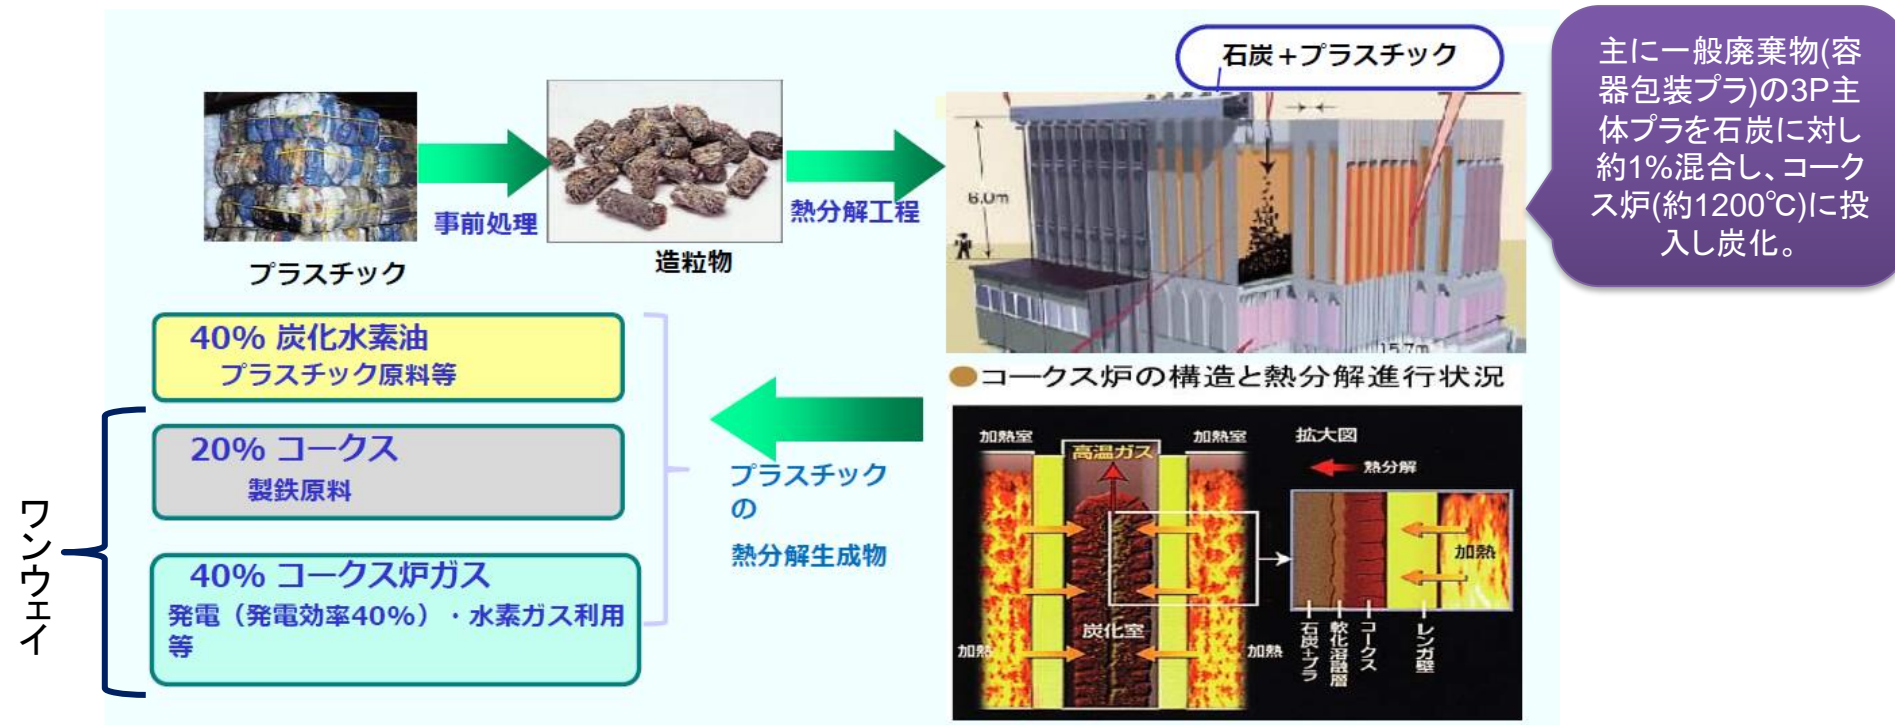 石炭+プラスチック
主に一般廃棄物(容
器包装プラ)の3P主
体プラを石炭に対し
約1%混合し、コーク
ス炉(約1200℃)に投
入し炭化。
事前処理
熱分解工程
プラスチック
造粒物
6.0m
15.7m
40% 炭化水素油
プラスチック原料等
20% コークス
製鉄原料
40% コークス炉ガス
発電（発電効率40%）・水素ガス利用
等
ワンウェイ
プラスチック
の
熱分解生成物
●コークス炉の構造と熱分解進行状況
加熱室
高温ガス
加熱室
拡大図
熱分解
加熱
炭化室
加熱
加熱
石炭+プラ
軟化溶融層
コークス
レンガ壁